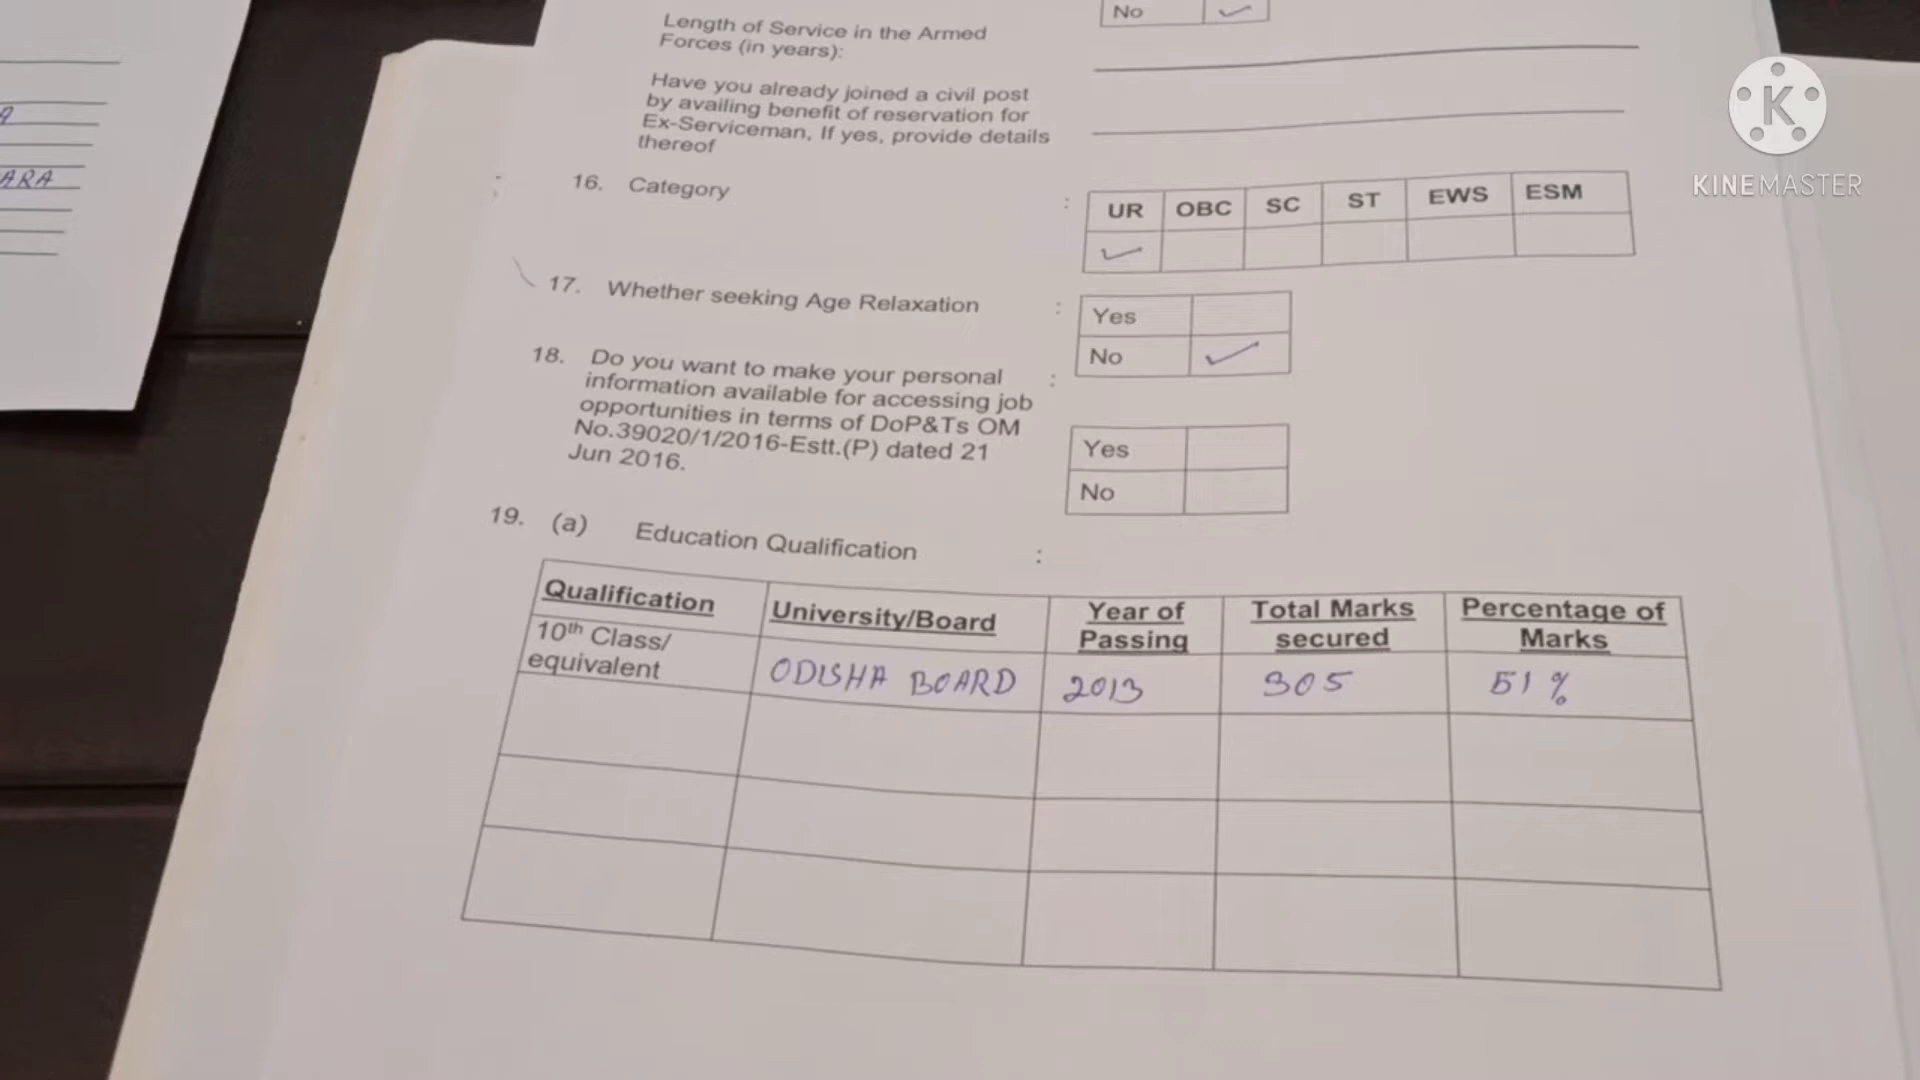 No ✓
Length of Service in the Armed
Forces (in years):
Have you already joined a civil post
by availing benefit of reservation for
Ex-Serviceman, If yes, provide details
thereof
KINEMASTER
ARA
16. Category :
UR OBC SC ST EWS ESM
✓
17. Whether seeking Age Relaxation :
Yes
No ✓
18. Do you want to make your personal
information available for accessing job
opportunities in terms of DoP&Ts OM
No.39020/1/2016-Estt.(P) dated 21
Jun 2016.
:
Yes
No
19. (a) Education Qualification :
Qualification University/Board Year of Passing Total Marks secured Percentage of Marks
10th Class/
equivalent ODISHA BOARD 2013 305 51 %